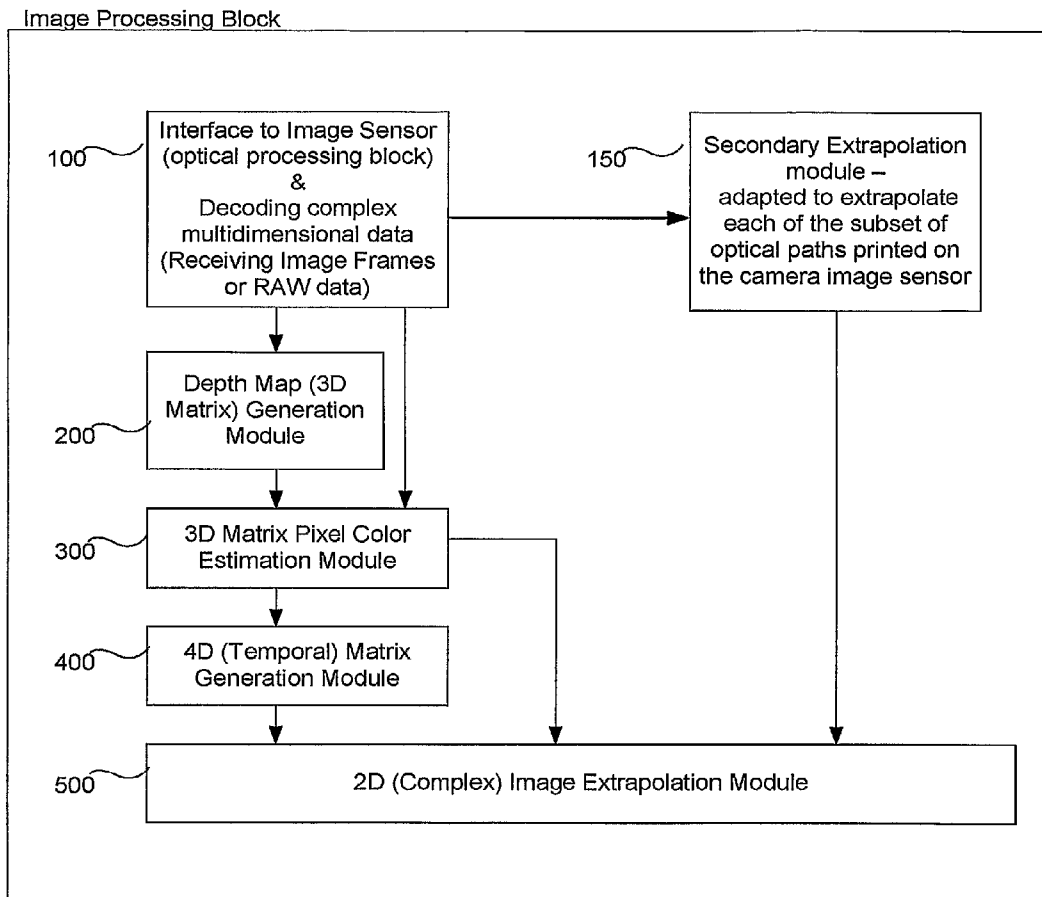 Image Processing Block
100
Interface to Image Sensor
(optical processing block)
&
Decoding complex
multidimensional data
(Receiving Image Frames
or RAW data)
150
Secondary Extrapolation
module –
adapted to extrapolate
each of the subset of
optical paths printed on
the camera image sensor
200
Depth Map (3D
Matrix) Generation
Module
300
3D Matrix Pixel Color
Estimation Module
400
4D (Temporal) Matrix
Generation Module
500
2D (Complex) Image Extrapolation Module